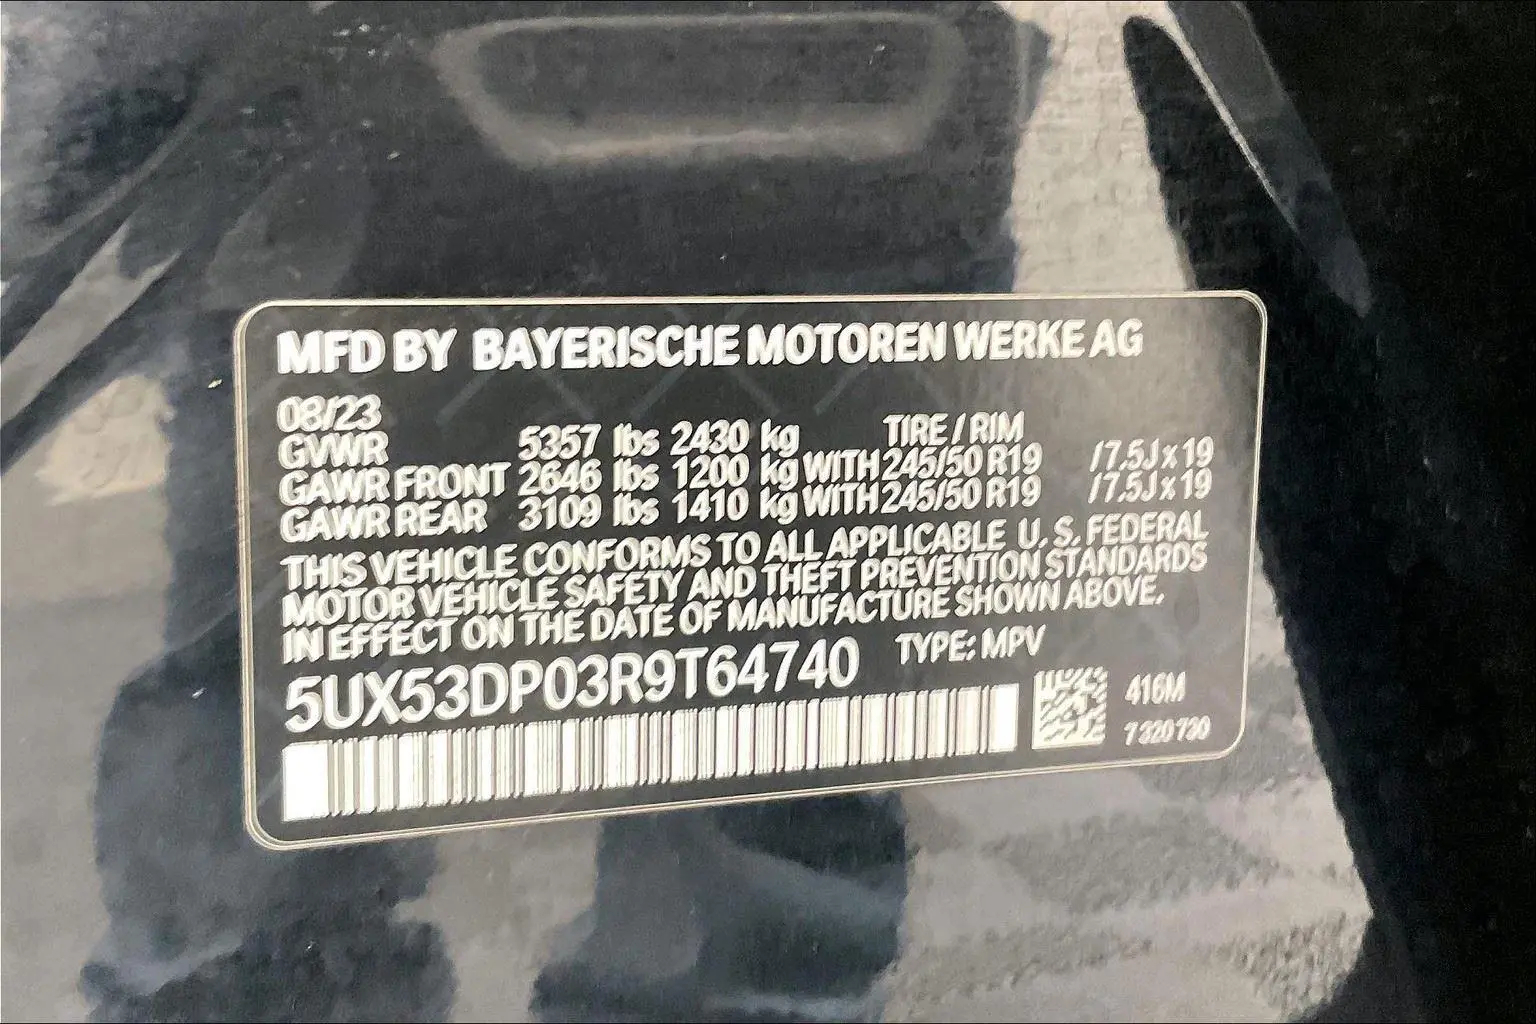 MFD BY BAYERISCHE MOTOREN WERKE AG
08/23 TIRE / RIM
GVWR 5357 lbs 2430 kg
GAWR FRONT 2646 lbs 1200 kg WITH 245/50 R19 /7.5J x 19
GAWR REAR 3109 lbs 1410 kg WITH 245/50 R19 /7.5J x 19
THIS VEHICLE CONFORMS TO ALL APPLICABLE U.S. FEDERAL
MOTOR VEHICLE SAFETY AND THEFT PREVENTION STANDARDS
IN EFFECT ON THE DATE OF MANUFACTURE SHOWN ABOVE.
5UX53DP03R9T64740 TYPE: MPV
416M
7 320 730